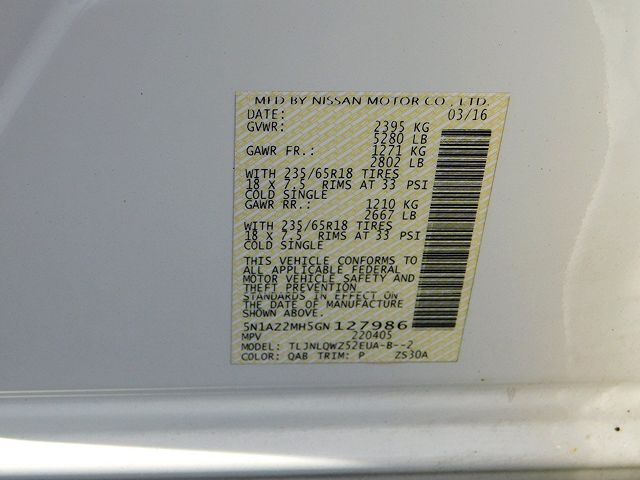 MFD BY NISSAN MOTOR CO., LTD.
DATE: 03/16
GVWR: 2395 KG
5280 LB
GAWR FR.: 1271 KG
2802 LB
WITH 235/65R18 TIRES
18 X 7.5 RIMS AT 33 PSI
COLD SINGLE
GAWR RR.: 1210 KG
2667 LB
WITH 235/65R18 TIRES
18 X 7.5 RIMS AT 33 PSI
COLD SINGLE
THIS VEHICLE CONFORMS TO
ALL APPLICABLE FEDERAL
MOTOR VEHICLE SAFETY AND
THEFT PREVENTION
STANDARDS IN EFFECT ON
THE DATE OF MANUFACTURE
SHOWN ABOVE.
5N1AZ2MH5GN127986
MPV 220405
MODEL: TLJNLQWZ52EUA-B--2
COLOR: QAB TRIM: P ZS30A